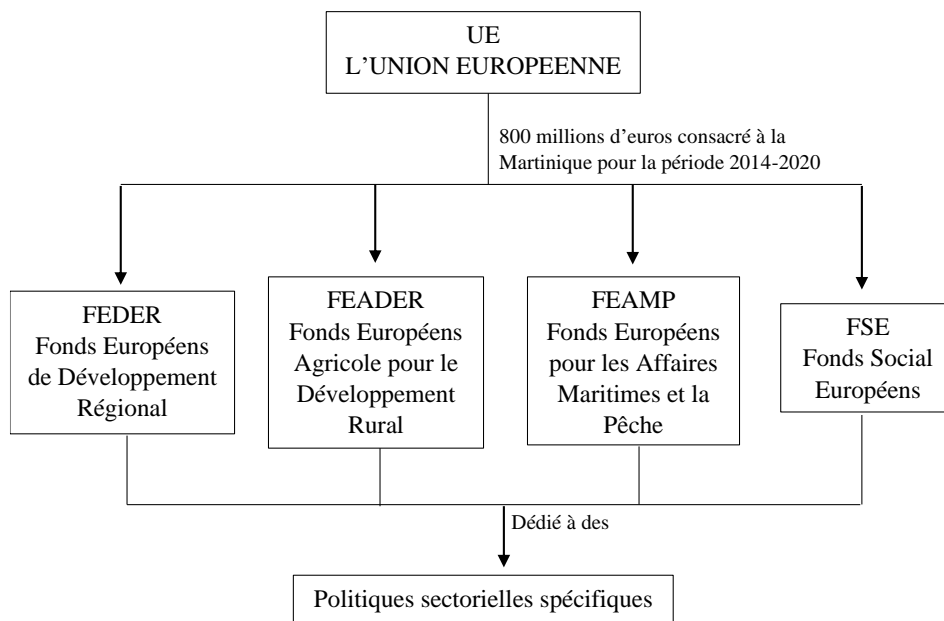 UE
L'UNION EUROPEENNE
800 millions d'euros consacré à la
Martinique pour la période 2014-2020
FEDER
Fonds Européens
de Développement
Régional
FEADER
Fonds Européens
Agricole pour le
Développement
Rural
FEAMP
Fonds Européens
pour les Affaires
Maritimes et la
Pêche
FSE
Fonds Social
Européens
Dédié à des
Politiques sectorielles spécifiques